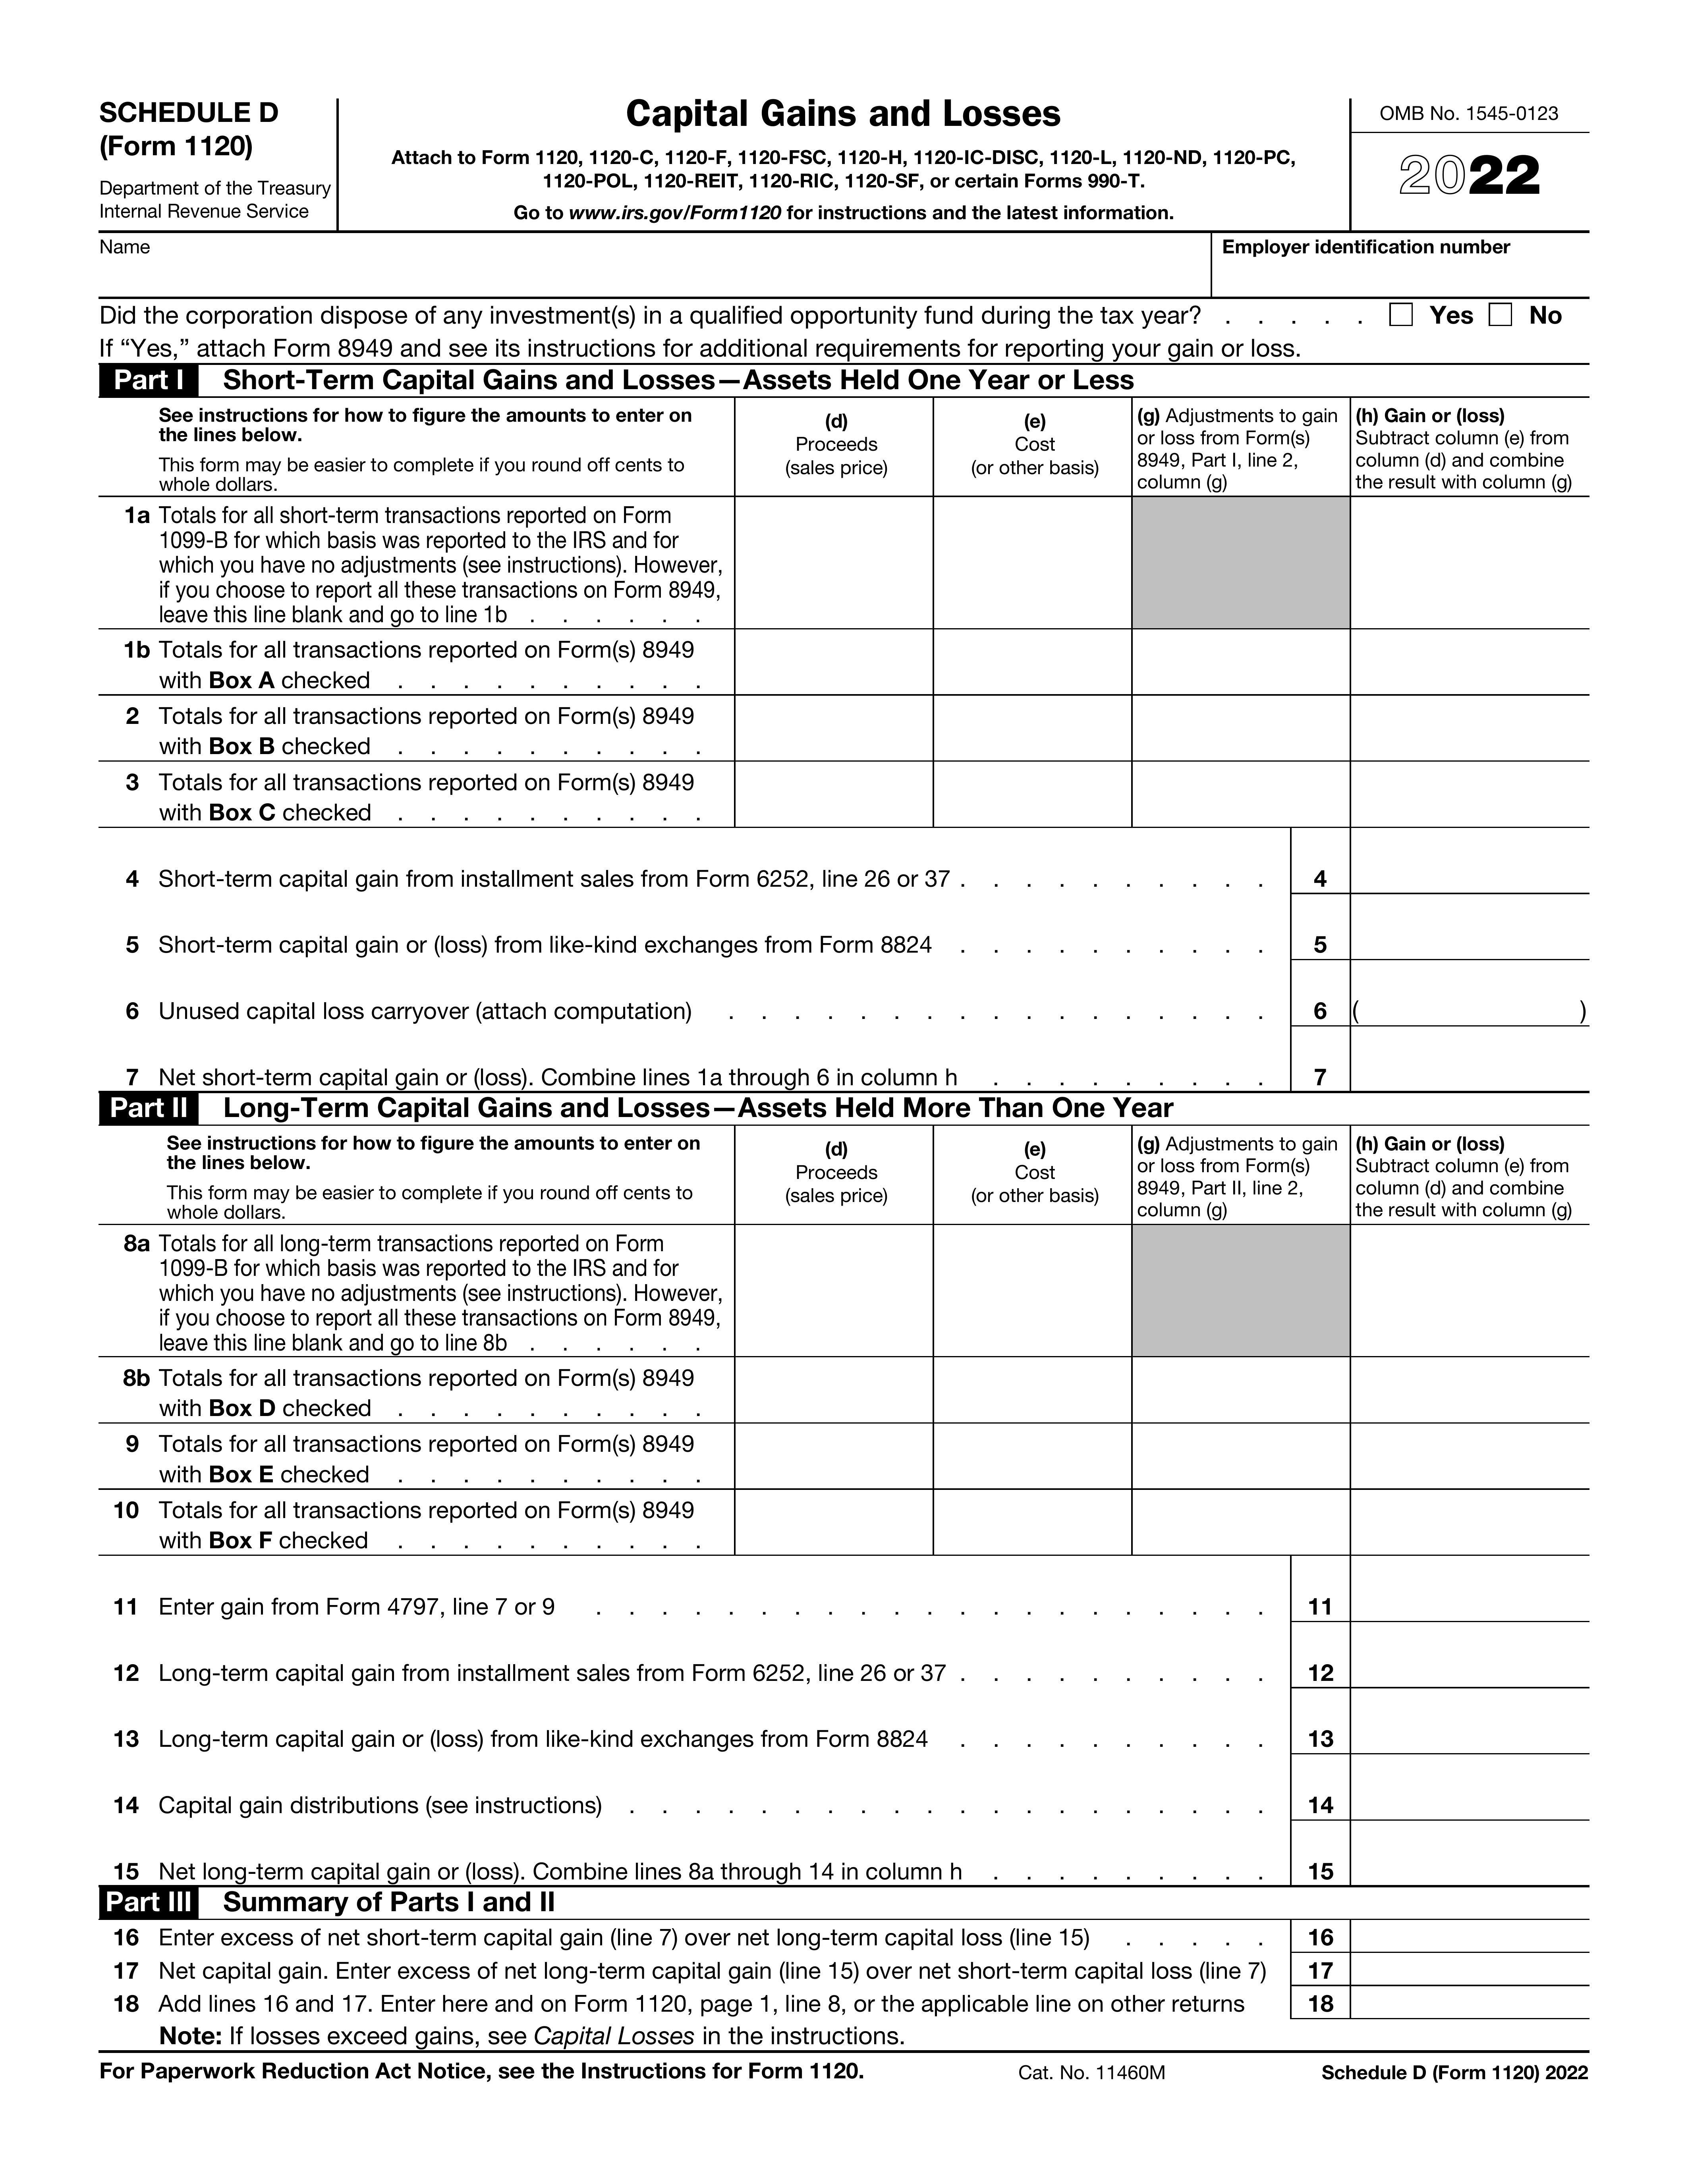 SCHEDULE D
(Form 1120)
Department of the Treasury
Internal Revenue Service
Capital Gains and Losses
Attach to Form 1120, 1120-C, 1120-F, 1120-FSC, 1120-H, 1120-IC-DISC, 1120-L, 1120-ND, 1120-PC,
1120-POL, 1120-REIT, 1120-RIC, 1120-SF, or certain Forms 990-T.
Go to www.irs.gov/Form1120 for instructions and the latest information.
OMB No. 1545-0123
2022
Name
Employer identification number
Did the corporation dispose of any investment(s) in a qualified opportunity fund during the tax year? . . . . . Yes No
If “Yes,” attach Form 8949 and see its instructions for additional requirements for reporting your gain or loss.
Part I Short-Term Capital Gains and Losses—Assets Held One Year or Less
See instructions for how to figure the amounts to enter on
the lines below.
This form may be easier to complete if you round off cents to
whole dollars.
(d)
Proceeds
(sales price)
(e)
Cost
(or other basis)
(g) Adjustments to gain
or loss from Form(s)
8949, Part I, line 2,
column (g)
(h) Gain or (loss)
Subtract column (e) from
column (d) and combine
the result with column (g)
1a Totals for all short-term transactions reported on Form
1099-B for which basis was reported to the IRS and for
which you have no adjustments (see instructions). However,
if you choose to report all these transactions on Form 8949,
leave this line blank and go to line 1b . . . . . .
1b Totals for all transactions reported on Form(s) 8949
with Box A checked . . . . . . . . . .
2 Totals for all transactions reported on Form(s) 8949
with Box B checked . . . . . . . . . .
3 Totals for all transactions reported on Form(s) 8949
with Box C checked . . . . . . . . . .
4 Short-term capital gain from installment sales from Form 6252, line 26 or 37 . . . . . . . . . . 4
5 Short-term capital gain or (loss) from like-kind exchanges from Form 8824 . . . . . . . . . . 5
6 Unused capital loss carryover (attach computation) . . . . . . . . . . . . . . . . . 6 ( )
7 Net short-term capital gain or (loss). Combine lines 1a through 6 in column h . . . . . . . . . 7
Part II Long-Term Capital Gains and Losses—Assets Held More Than One Year
See instructions for how to figure the amounts to enter on
the lines below.
This form may be easier to complete if you round off cents to
whole dollars.
(d)
Proceeds
(sales price)
(e)
Cost
(or other basis)
(g) Adjustments to gain
or loss from Form(s)
8949, Part II, line 2,
column (g)
(h) Gain or (loss)
Subtract column (e) from
column (d) and combine
the result with column (g)
8a Totals for all long-term transactions reported on Form
1099-B for which basis was reported to the IRS and for
which you have no adjustments (see instructions). However,
if you choose to report all these transactions on Form 8949,
leave this line blank and go to line 8b . . . . . .
8b Totals for all transactions reported on Form(s) 8949
with Box D checked . . . . . . . . . .
9 Totals for all transactions reported on Form(s) 8949
with Box E checked . . . . . . . . . .
10 Totals for all transactions reported on Form(s) 8949
with Box F checked . . . . . . . . . .
11 Enter gain from Form 4797, line 7 or 9 . . . . . . . . . . . . . . . . . . . . . 11
12 Long-term capital gain from installment sales from Form 6252, line 26 or 37 . . . . . . . . . . 12
13 Long-term capital gain or (loss) from like-kind exchanges from Form 8824 . . . . . . . . . . 13
14 Capital gain distributions (see instructions) . . . . . . . . . . . . . . . . . . . . 14
15 Net long-term capital gain or (loss). Combine lines 8a through 14 in column h . . . . . . . . . 15
Part III Summary of Parts I and II
16 Enter excess of net short-term capital gain (line 7) over net long-term capital loss (line 15) . . . . . 16
17 Net capital gain. Enter excess of net long-term capital gain (line 15) over net short-term capital loss (line 7) 17
18 Add lines 16 and 17. Enter here and on Form 1120, page 1, line 8, or the applicable line on other returns 18
Note: If losses exceed gains, see Capital Losses in the instructions.
For Paperwork Reduction Act Notice, see the Instructions for Form 1120. Cat. No. 11460M Schedule D (Form 1120) 2022